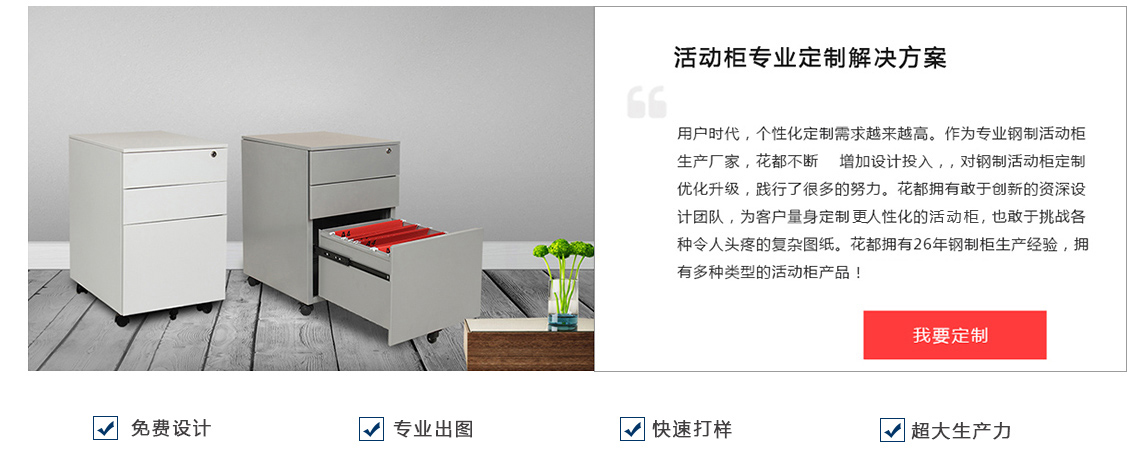 活动柜专业定制解决方案
用户时代，个性化定制需求越来越高。作为专业钢制活动柜
生产厂家，花都不断 增加设计投入，，对钢制活动柜定制
优化升级，践行了很多的努力。花都拥有敢于创新的资深设
计团队，为客户量身定制更人性化的活动柜，也敢于挑战各
种令人头疼的复杂图纸。花都拥有26年钢制柜生产经验，拥
有多种类型的活动柜产品！
我要定制
免费设计 专业出图 快速打样 超大生产力